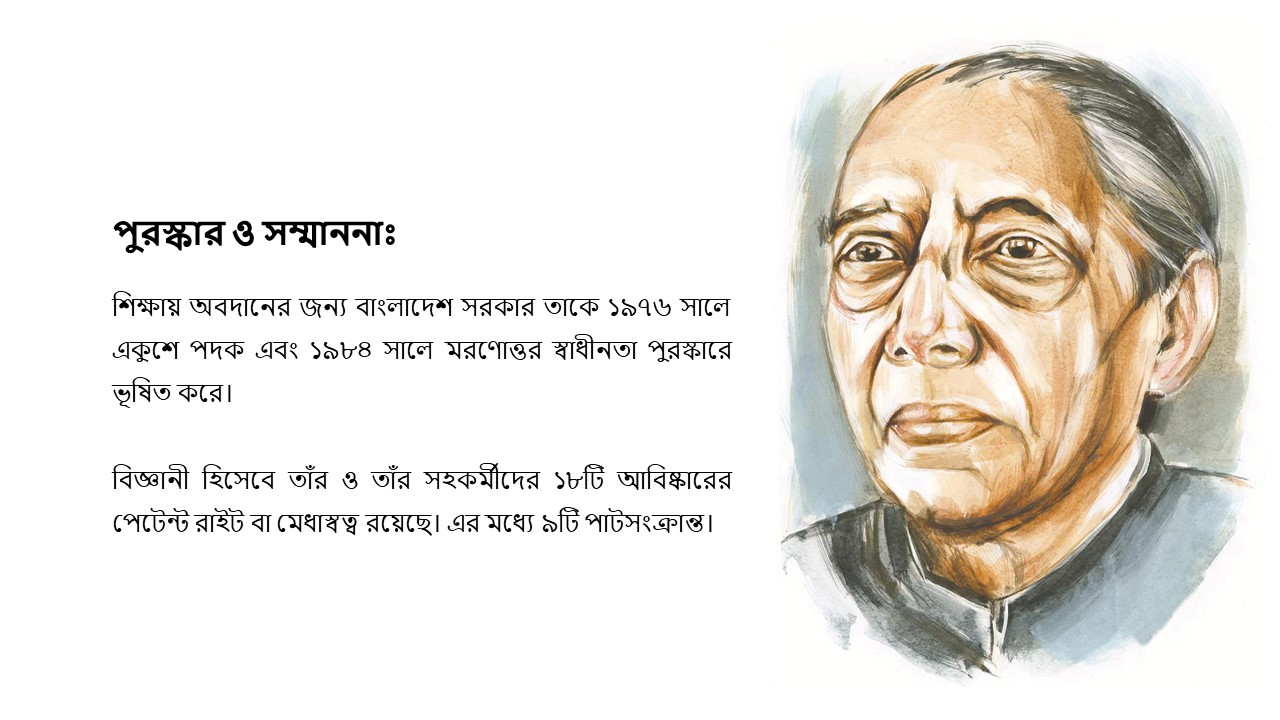 পুরস্কার ও সম্মাননাঃ
শিক্ষায় অবদানের জন্য বাংলাদেশ সরকার তাকে ১৯৭৬ সালে
একুশে পদক এবং ১৯৮৪ সালে মরণোত্তর স্বাধীনতা পুরস্কারে
ভূষিত করে।
বিজ্ঞানী হিসেবে তাঁর ও তাঁর সহকর্মীদের ১৮টি আবিষ্কারের
পেটেন্ট রাইট বা মেধাস্বত্ব রয়েছে। এর মধ্যে ৯টি পাটসংক্রান্ত।